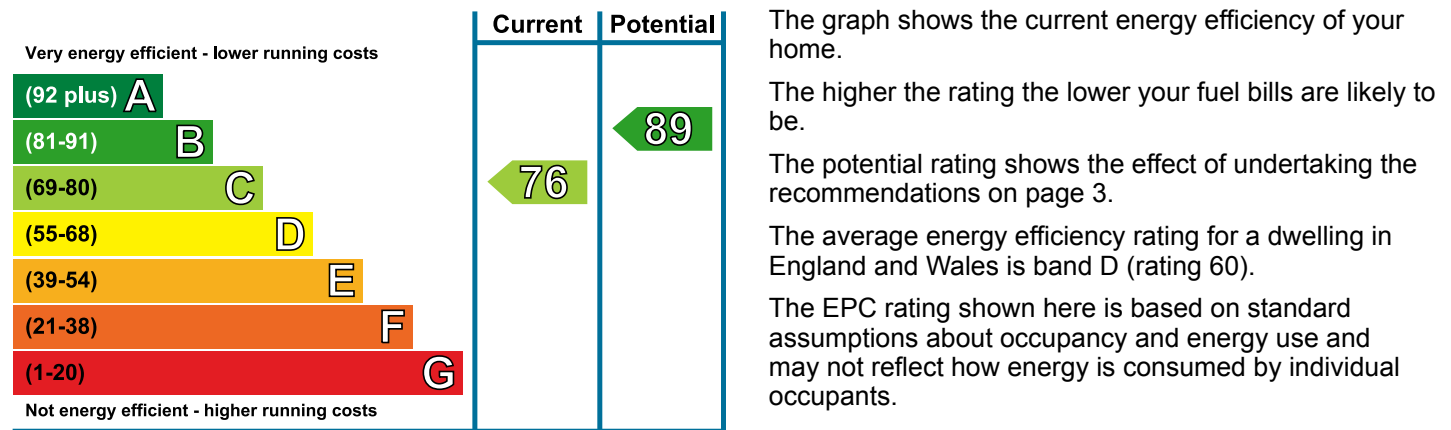 Current Potential
Very energy efficient - lower running costs
(92 plus) A
(81-91) B
89
(69-80) C
76
(55-68) D
(39-54) E
(21-38) F
(1-20) G
Not energy efficient - higher running costs
The graph shows the current energy efficiency of your
home.
The higher the rating the lower your fuel bills are likely to
be.
The potential rating shows the effect of undertaking the
recommendations on page 3.
The average energy efficiency rating for a dwelling in
England and Wales is band D (rating 60).
The EPC rating shown here is based on standard
assumptions about occupancy and energy use and
may not reflect how energy is consumed by individual
occupants.